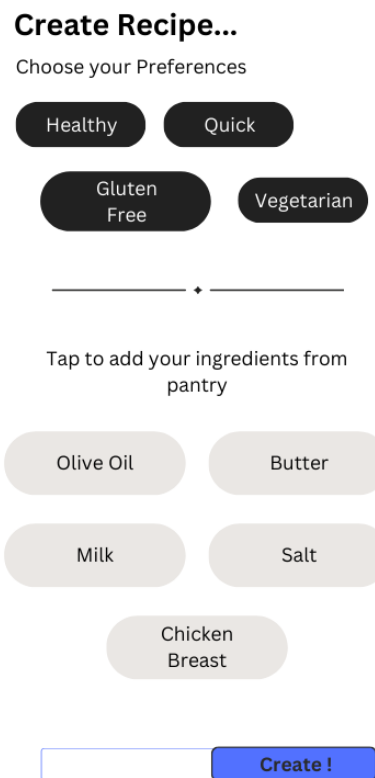 Create Recipe...
Choose your Preferences
Healthy
Quick
Gluten
Free
Vegetarian
Tap to add your ingredients from
pantry
Olive Oil
Butter
Milk
Salt
Chicken
Breast
Create !